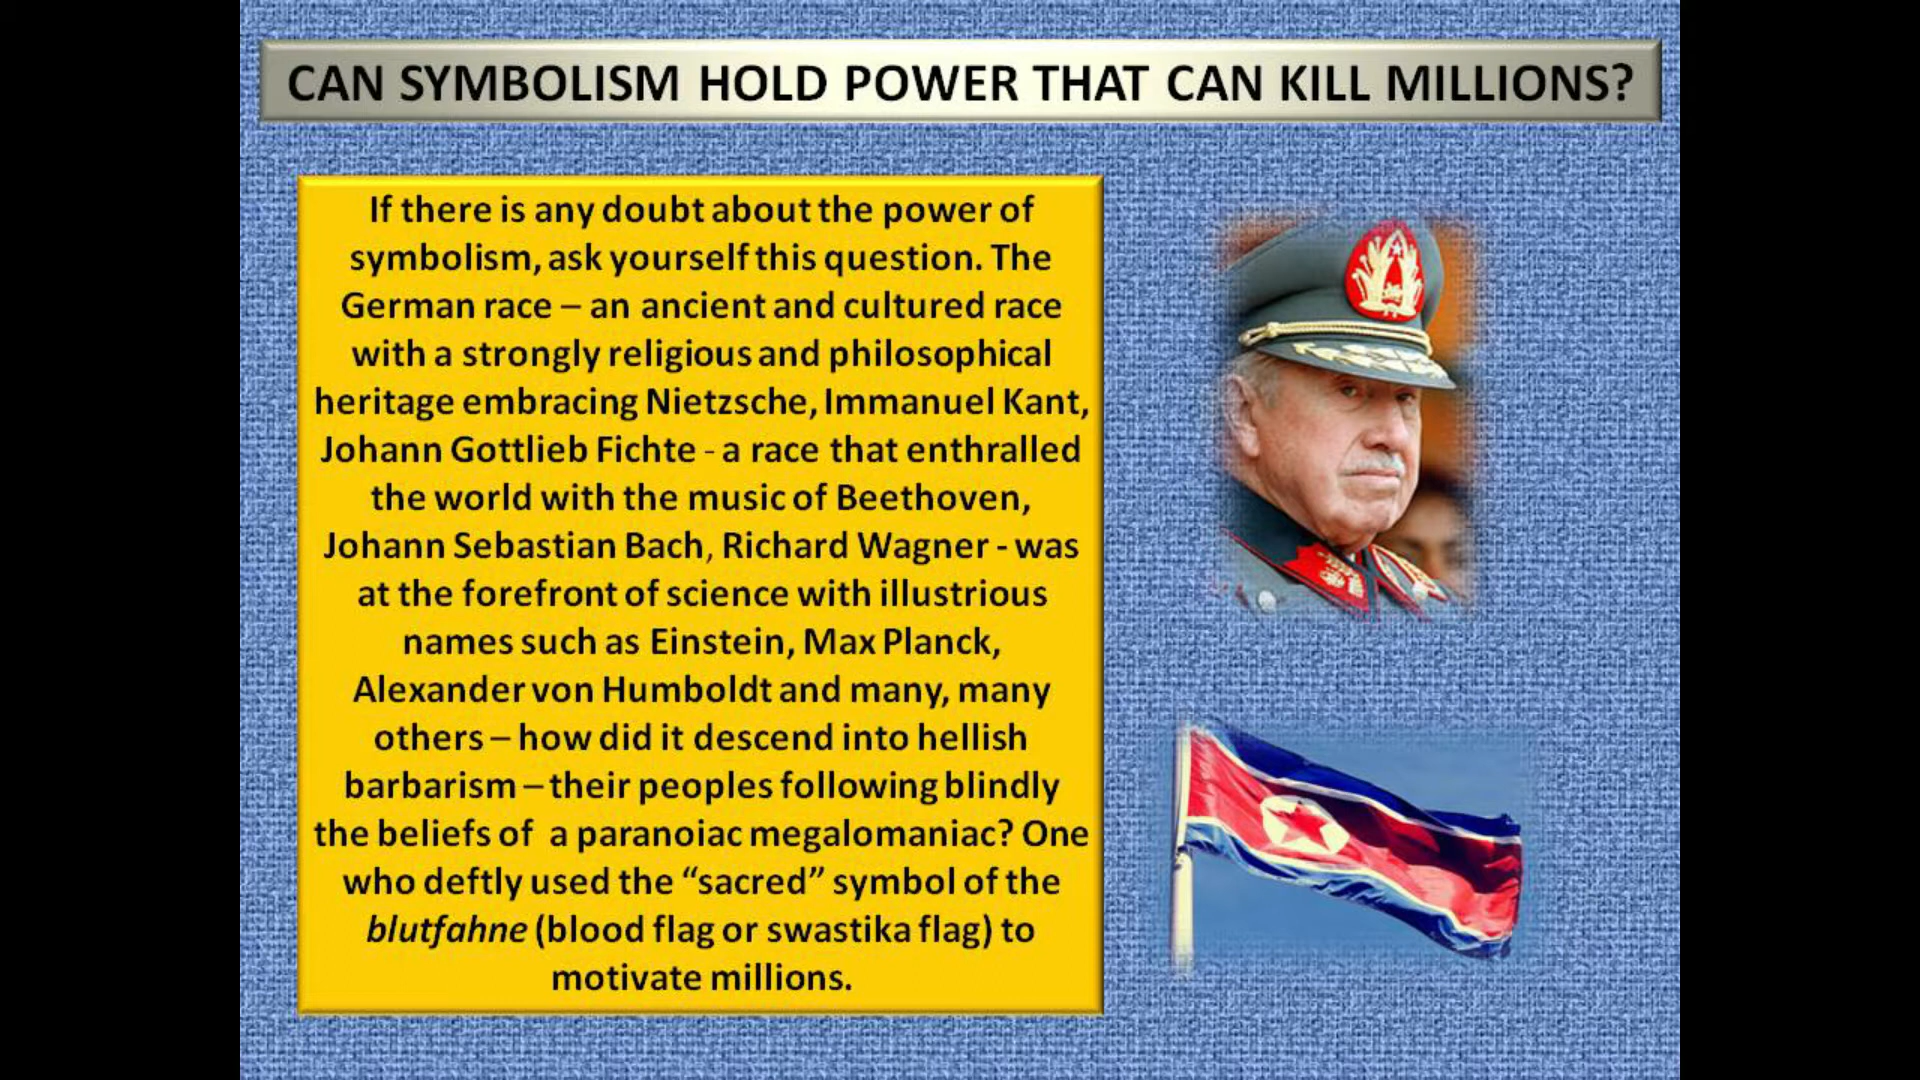 CAN SYMBOLISM HOLD POWER THAT CAN KILL MILLIONS?
If there is any doubt about the power of
symbolism, ask yourself this question. The
German race – an ancient and cultured race
with a strongly religious and philosophical
heritage embracing Nietzsche, Immanuel Kant,
Johann Gottlieb Fichte - a race that enthralled
the world with the music of Beethoven,
Johann Sebastian Bach, Richard Wagner - was
at the forefront of science with illustrious
names such as Einstein, Max Planck,
Alexander von Humboldt and many, many
others – how did it descend into hellish
barbarism – their peoples following blindly
the beliefs of a paranoiac megalomaniac? One
who deftly used the “sacred” symbol of the
blutfahne (blood flag or swastika flag) to
motivate millions.